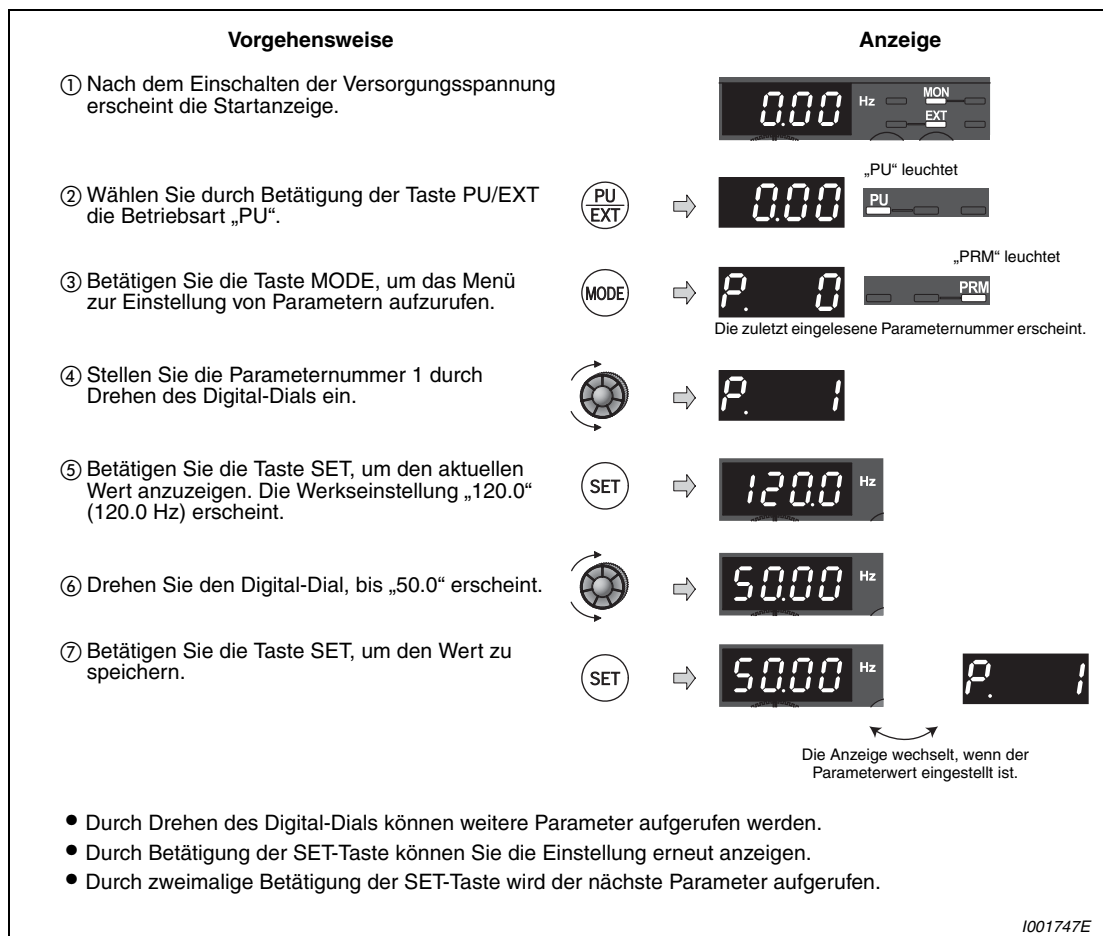 Vorgehensweise
Anzeige
① Nach dem Einschalten der Versorgungsspannung
erscheint die Startanzeige.
0.00 Hz MON
EXT
② Wählen Sie durch Betätigung der Taste PU/EXT
die Betriebsart „PU“.
PU
EXT
0.00
„PU“ leuchtet
PU
③ Betätigen Sie die Taste MODE, um das Menü
zur Einstellung von Parametern aufzurufen.
MODE
P. 0
„PRM“ leuchtet
PRM
Die zuletzt eingelesene Parameternummer erscheint.
④ Stellen Sie die Parameternummer 1 durch
Drehen des Digital-Dials ein.
P. 1
⑤ Betätigen Sie die Taste SET, um den aktuellen
Wert anzuzeigen. Die Werkseinstellung „120.0“
(120.0 Hz) erscheint.
SET
120.0 Hz
⑥ Drehen Sie den Digital-Dial, bis „50.0“ erscheint.
50.00 Hz
⑦ Betätigen Sie die Taste SET, um den Wert zu
speichern.
SET
50.00 Hz
P. 1
Die Anzeige wechselt, wenn der
Parameterwert eingestellt ist.
● Durch Drehen des Digital-Dials können weitere Parameter aufgerufen werden.
● Durch Betätigung der SET-Taste können Sie die Einstellung erneut anzeigen.
● Durch zweimalige Betätigung der SET-Taste wird der nächste Parameter aufgerufen.
I001747E